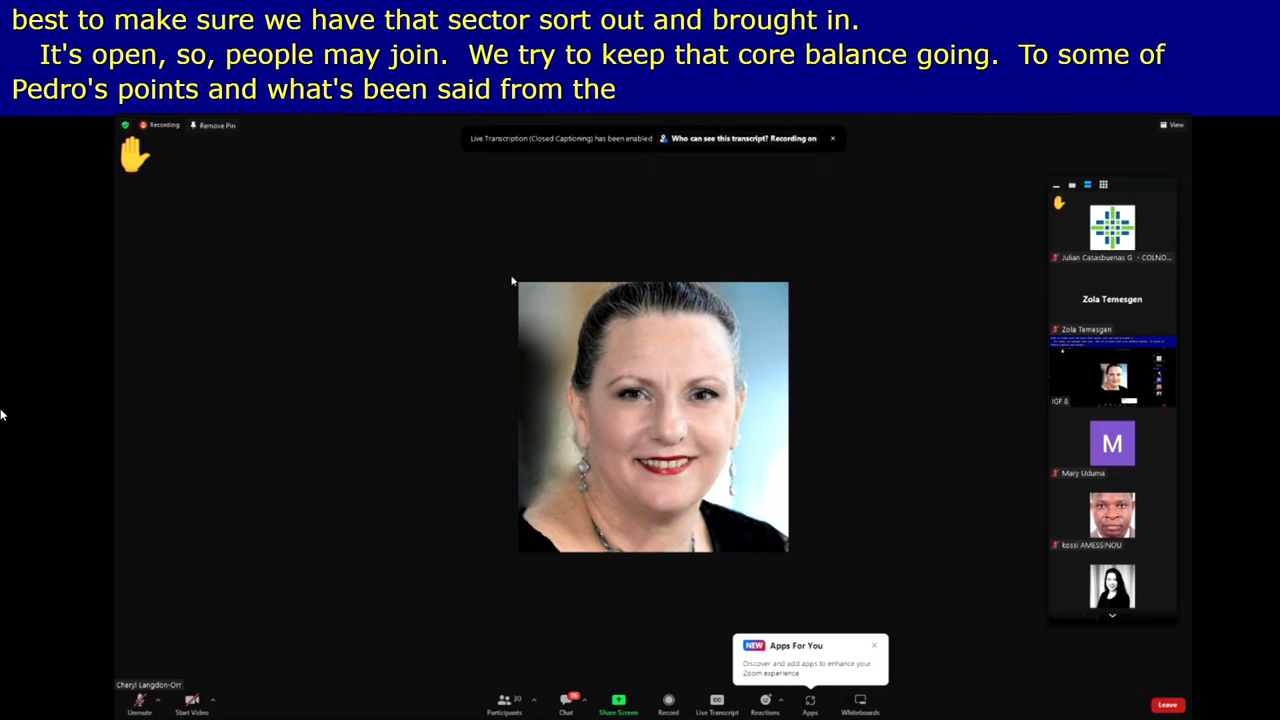 best to make sure we have that sector sort out and brought in.
It's open, so, people may join. We try to keep that core balance going. To some of
Pedro's points and what's been said from the
Recording
Remove Pin
Live Transcription (Closed Captioning) has been enabled
Who can see this transcript? Recording on
View
Julian Casasbuenas G - COLNO...
Zola Temesgen
Zola Temesgen
IGF 8
M
Mary Uduma
kossi AMESSINOU
NEW Apps For You
Discover and add apps to enhance your
Zoom experience
Cheryl Langdon-Orr
Unmute
Start Video
30
Participants
Chat
Share Screen
Record
CC
Live Transcript
Reactions
Apps
Whiteboards
Leave